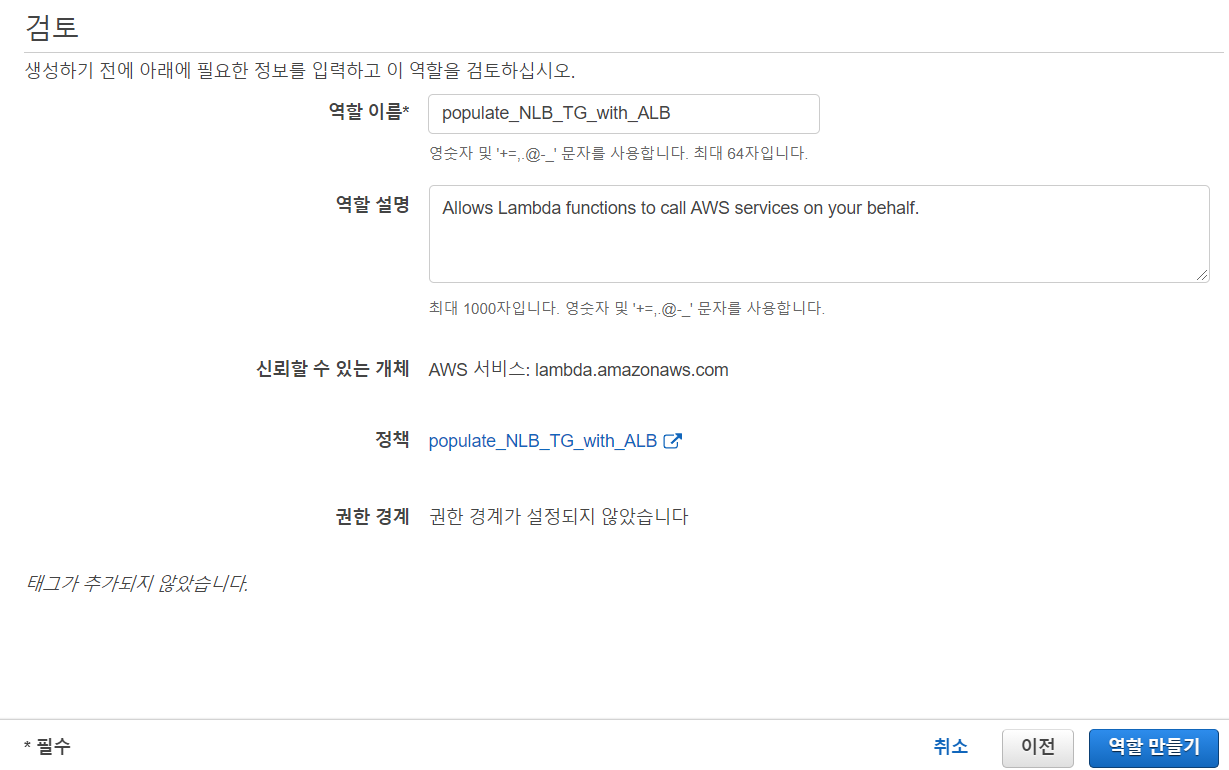 검토
생성하기 전에 아래에 필요한 정보를 입력하고 이 역할을 검토하십시오.
역할 이름* populate_NLB_TG_with_ALB
영숫자 및 '+=,.@-_' 문자를 사용합니다. 최대 64자입니다.
역할 설명 Allows Lambda functions to call AWS services on your behalf.
최대 1000자입니다. 영숫자 및 '+=,.@-_' 문자를 사용합니다.
신뢰할 수 있는 개체 AWS 서비스: lambda.amazonaws.com
정책 populate_NLB_TG_with_ALB
권한 경계 권한 경계가 설정되지 않았습니다
태그가 추가되지 않았습니다.
* 필수 취소 이전 역할 만들기